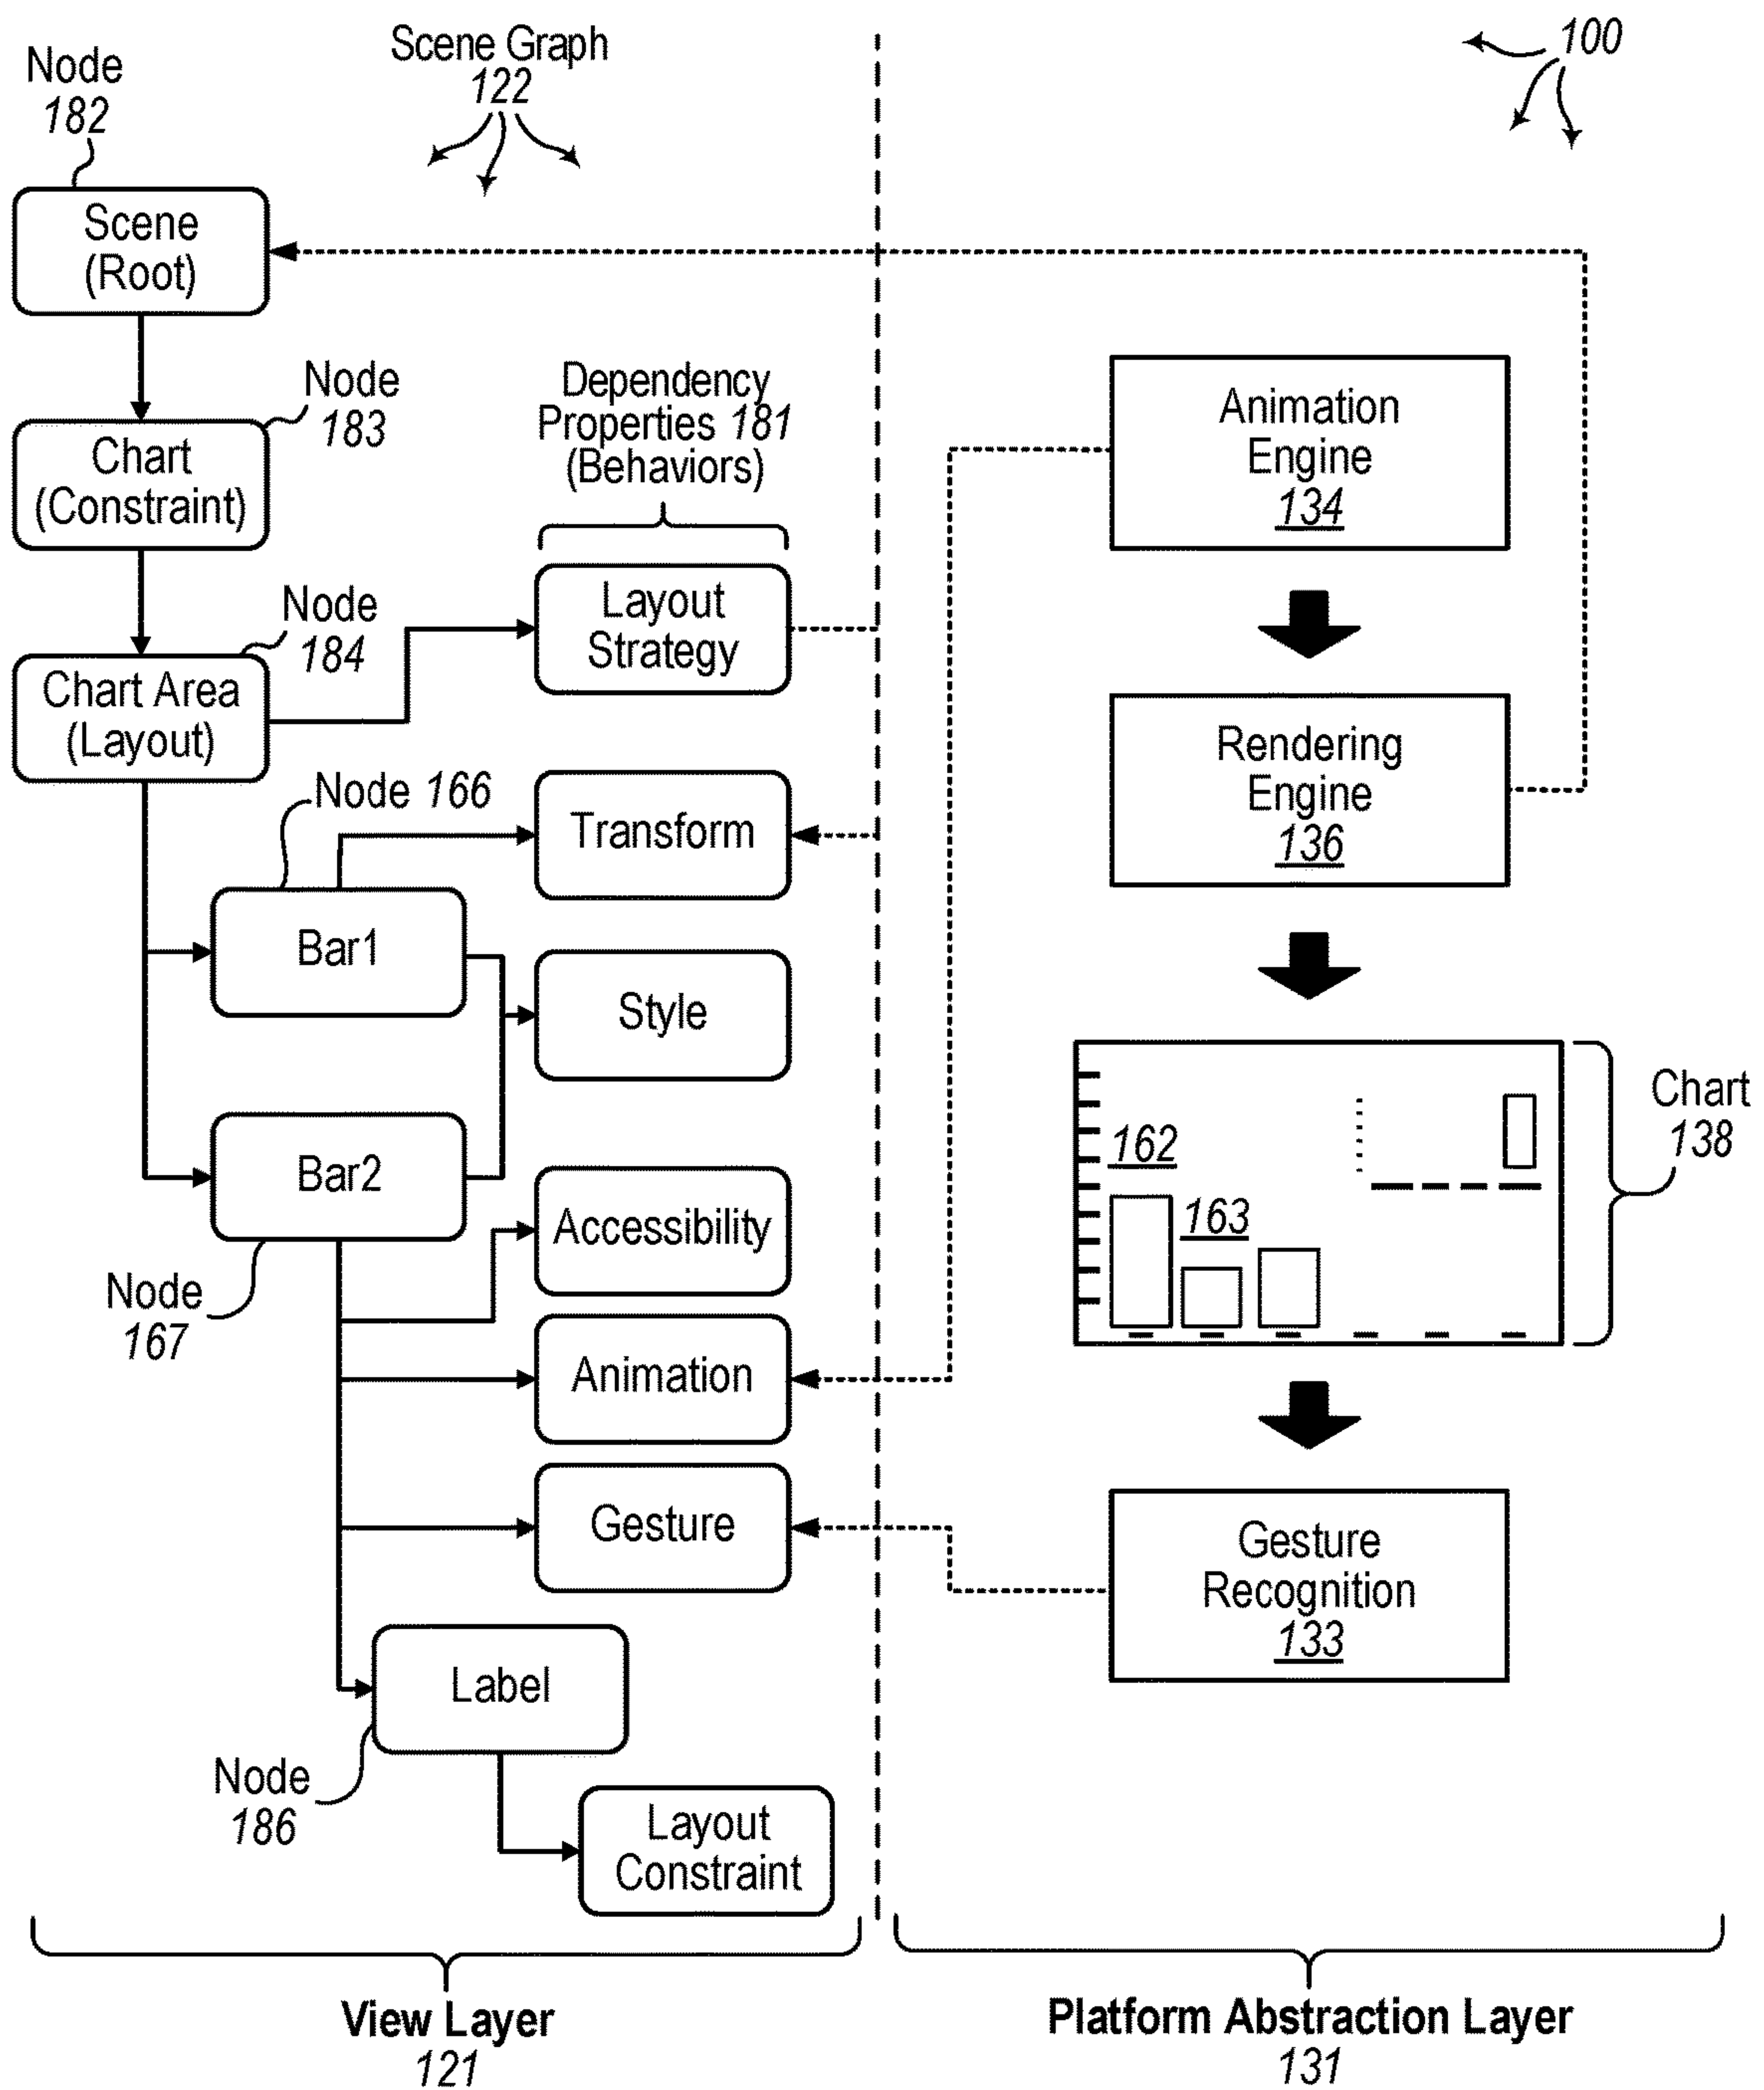 Scene Graph
122
100
Node
182
Scene
(Root)
Node
183
Chart
(Constraint)
Dependency
Properties 181
(Behaviors)
Animation
Engine
134
Node
184
Chart Area
(Layout)
Layout
Strategy
Rendering
Engine
136
Node 166
Transform
Bar1
Style
Chart
138
162
163
Bar2
Accessibility
Node
167
Animation
Gesture
Gesture
Recognition
133
Label
Node
186
Layout
Constraint
View Layer
121
Platform Abstraction Layer
131